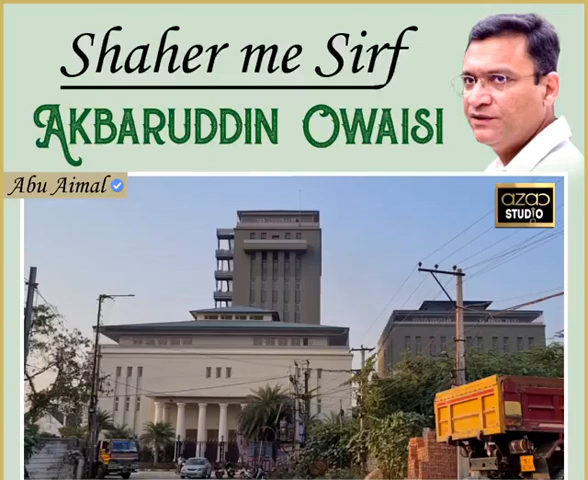 Shaher me Sirf
AKBARUDDIN OWAISI
Abu Aimal
azad
STUDIO